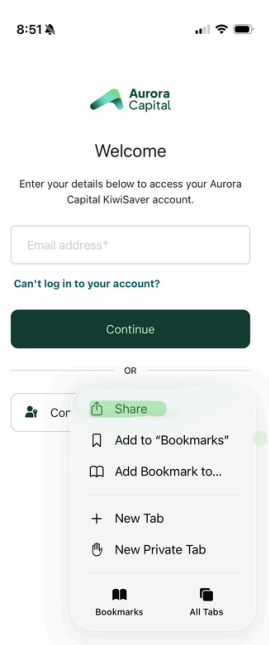 8:51
Aurora
Capital
Welcome
Enter your details below to access your Aurora
Capital KiwiSaver account.
Email address*
Can't log in to your account?
Continue
OR
Cor
Share
Add to “Bookmarks”
Add Bookmark to...
New Tab
New Private Tab
Bookmarks
All Tabs